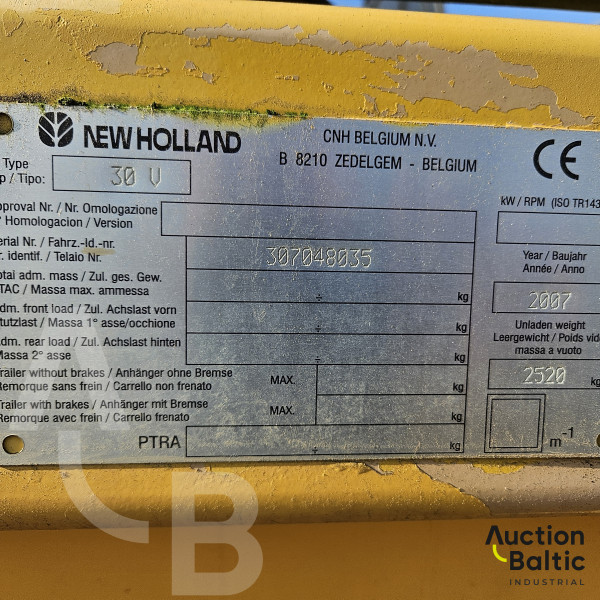 NEW HOLLAND
CNH BELGIUM N.V.
B 8210 ZEDELGEM - BELGIUM
CE
Type
p / Tipo:
30 V
kW / RPM (ISO TR143
pproval Nr. / Nr. Omologazione
° Homologacion / Version
erial Nr. / Fahrz.-Id.-nr.
r. identif. / Telaio Nr.
307048035
Year / Baujahr
Année / Anno
2007
otal adm. mass / Zul. ges. Gew.
TAC / Massa max. ammessa
÷ kg
dm. front load / Zul. Achslast vorn
tutzlast / Massa 1° asse/occhione
÷ kg
Unladen weight
Leergewicht / Poids vide
massa a vuoto
2520 kg
dm. rear load / Zul. Achslast hinten
Massa 2° asse
÷ kg
railer without brakes / Anhänger ohne Bremse
Remorque sans frein / Carrello non frenato
MAX. kg
railer with brakes / Anhänger mit Bremse
Remorque avec frein / Carrello frenato
MAX. kg
PTRA ÷ kg
m-1
B
Auction
Baltic
INDUSTRIAL